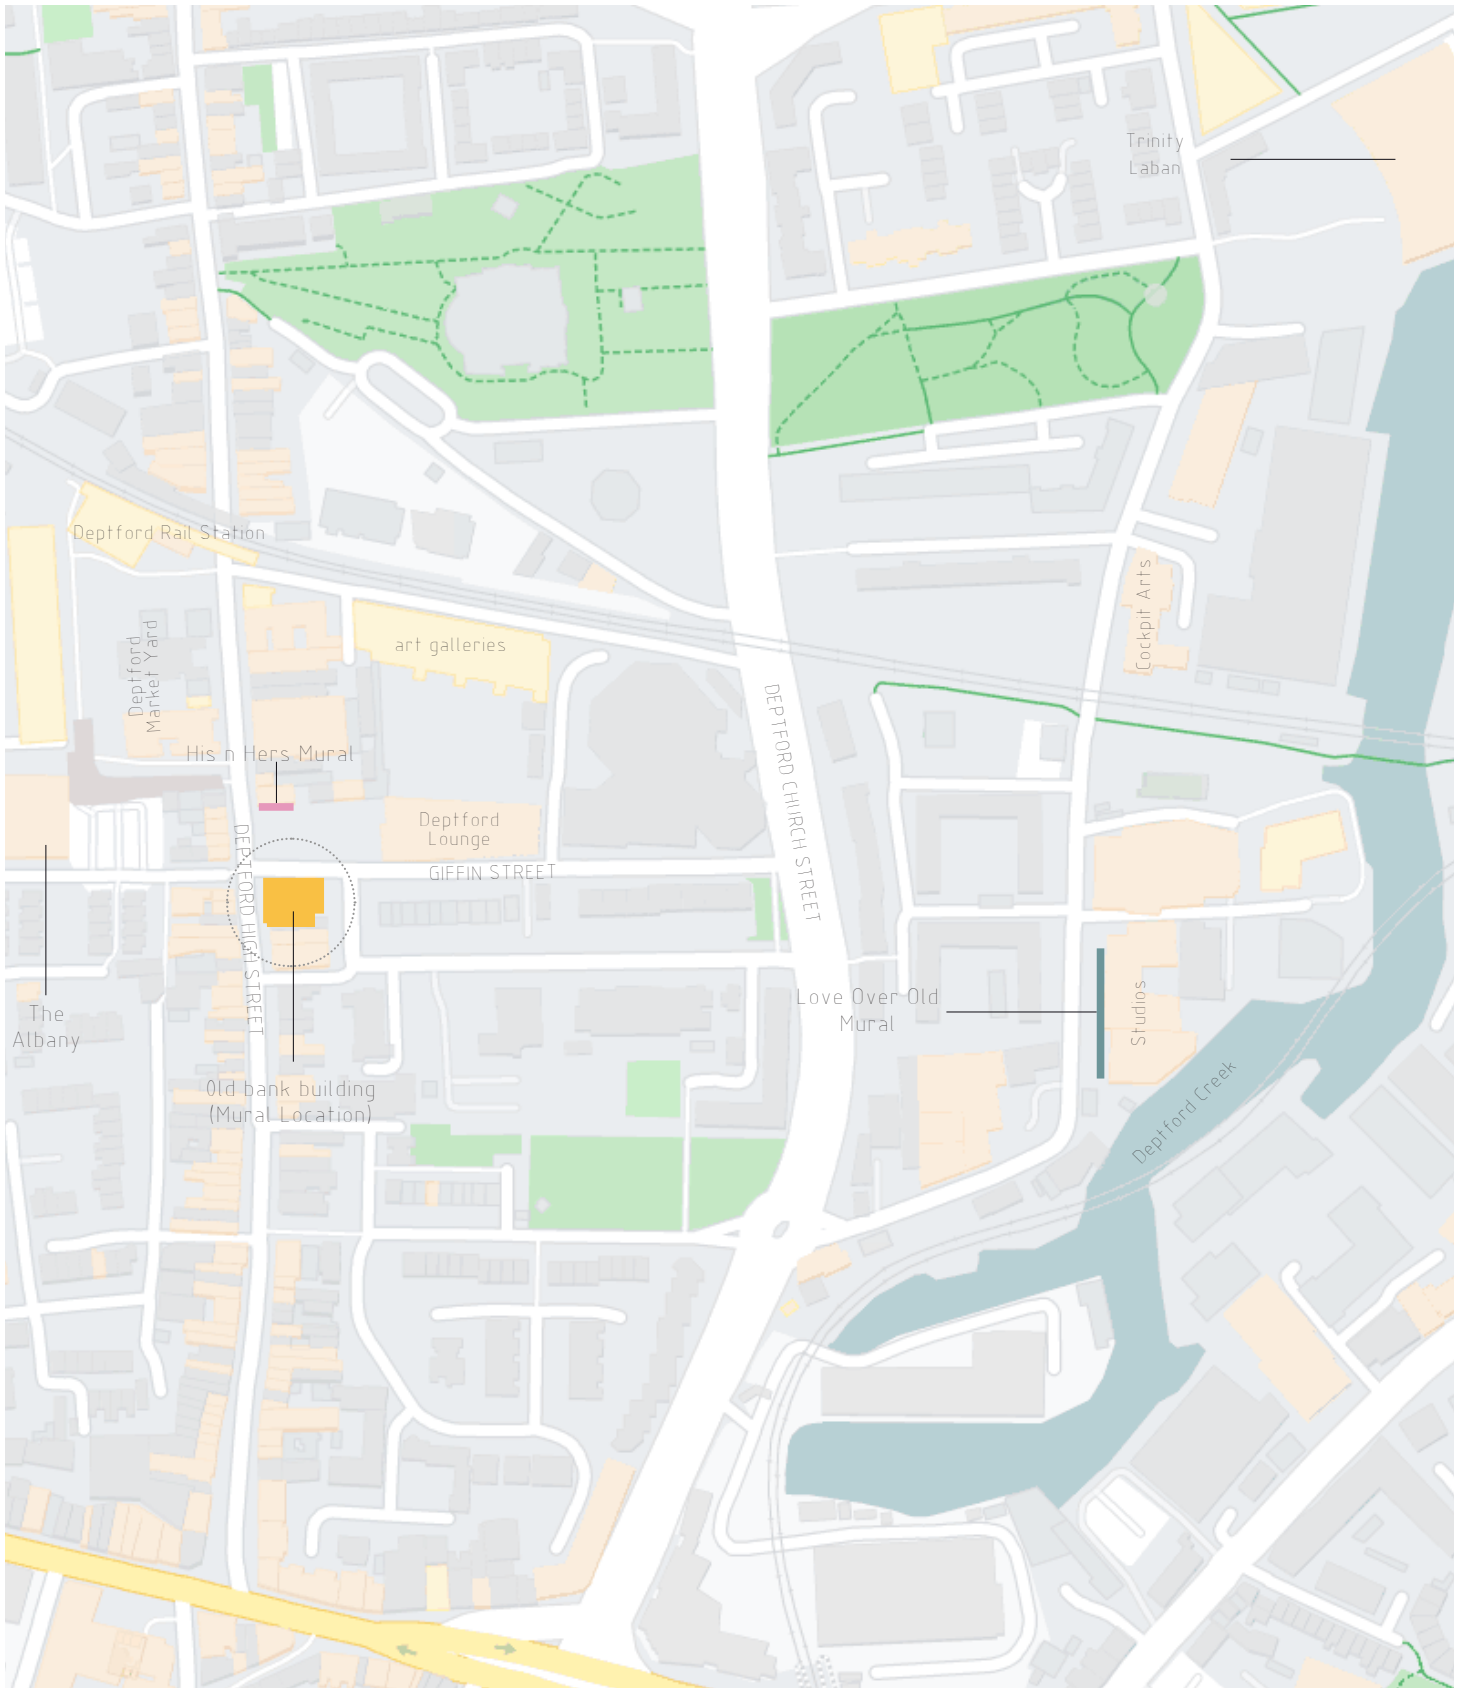 Trinity
Laban
Deptford Rail Station
Cockpit Arts
art galleries
Deptford
Market Yard
DEPTFORD CHURCH STREET
His n Hers Mural
Deptford
Lounge
GIFFIN STREET
DEPTFORD HIGH STREET
Love Over Old
Mural
Studios
The
Albany
Old bank building
(Mural Location)
Deptford Creek